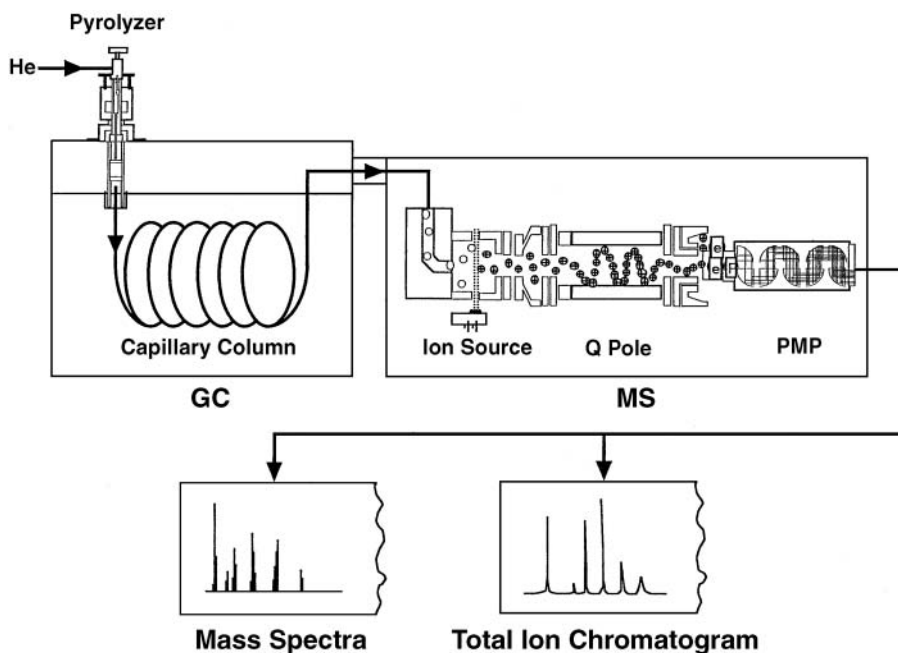 Pyrolyzer
He
Capillary Column
Ion Source
Q Pole
PMP
GC
MS
Mass Spectra
Total Ion Chromatogram